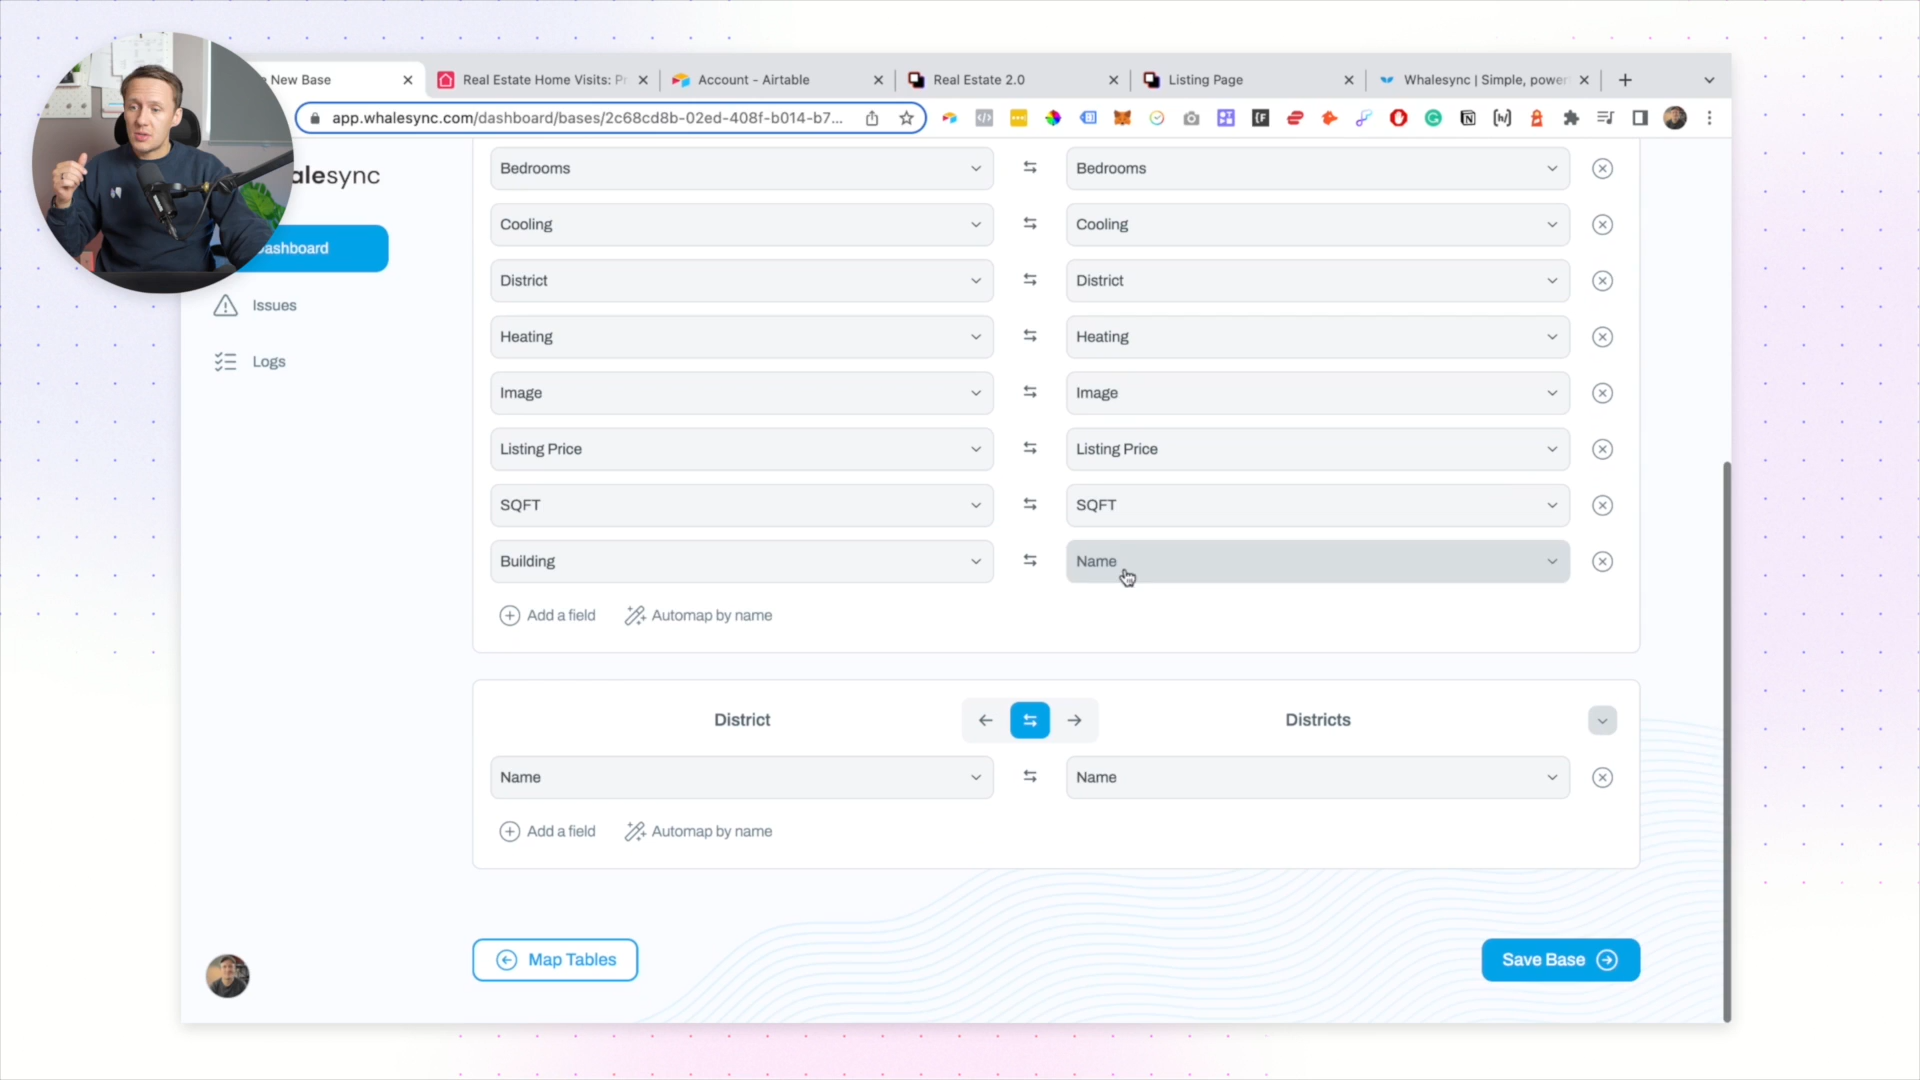 New Base
Real Estate Home Visits: Pr
Account - Airtable
Real Estate 2.0
Listing Page
Whalesync | Simple, power
app.whalesync.com/dashboard/bases/2c68cd8b-02ed-408f-b014-b7...
alesync
Dashboard
Issues
Logs
Bedrooms
Bedrooms
Cooling
Cooling
District
District
Heating
Heating
Image
Image
Listing Price
Listing Price
SQFT
SQFT
Building
Name
Add a field
Automap by name
District
Districts
Name
Name
Add a field
Automap by name
Map Tables
Save Base